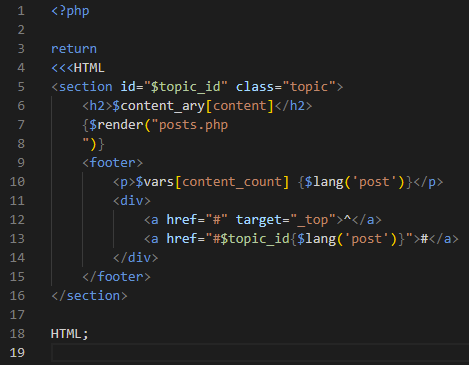 1 <?php
2
3 return
4 <<<HTML
5 <section id="$topic_id" class="topic">
6     <h2>$content_ary[content]</h2>
7     {$render("posts.php
8     ")}
9     <footer>
10         <p>$vars[content_count] {$lang('post')}</p>
11         <div>
12             <a href="#" target="_top">^</a>
13             <a href="#$topic_id{$lang('post')}">#</a>
14         </div>
15     </footer>
16 </section>
17
18 HTML;
19